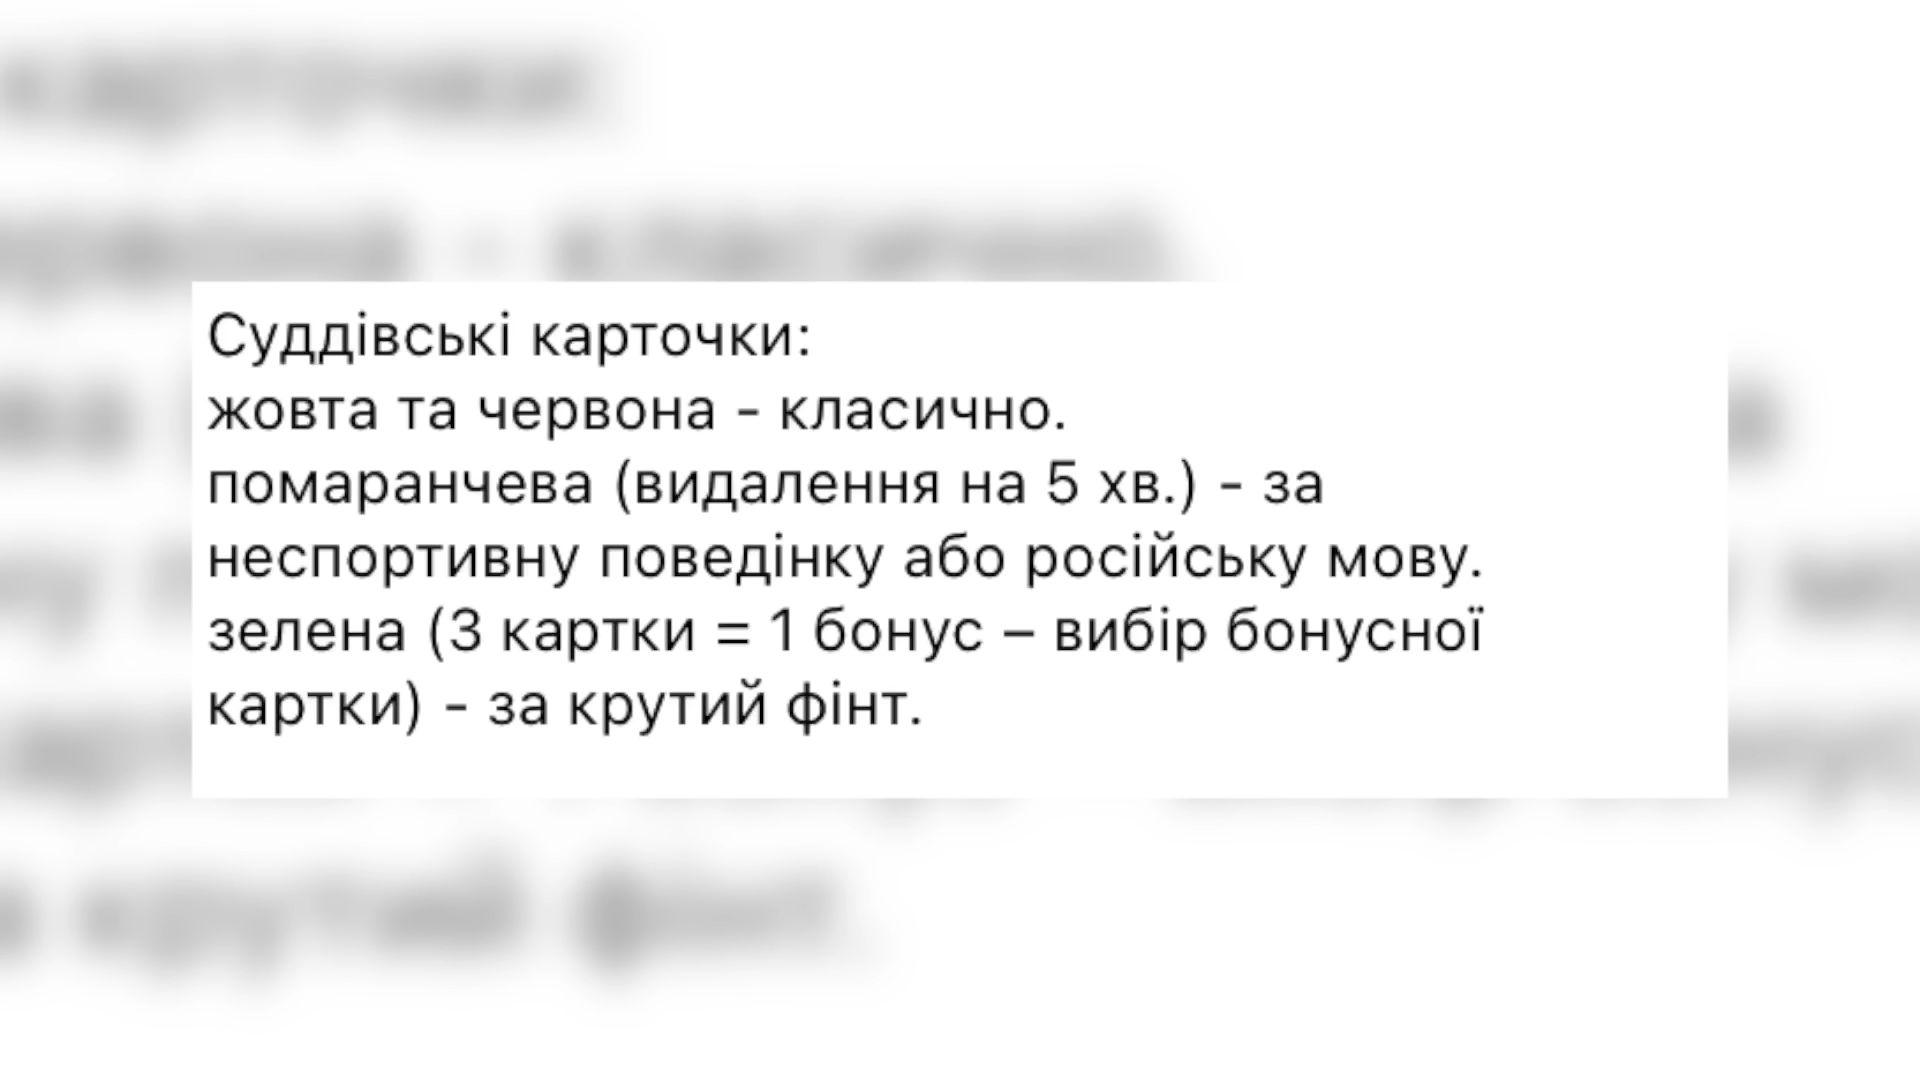 Суддівські карточки:
жовта та червона - класично.
помаранчева (видалення на 5 хв.) - за
неспортивну поведінку або російську мову.
зелена (3 картки = 1 бонус – вибір бонусної
картки) - за крутий фінт.